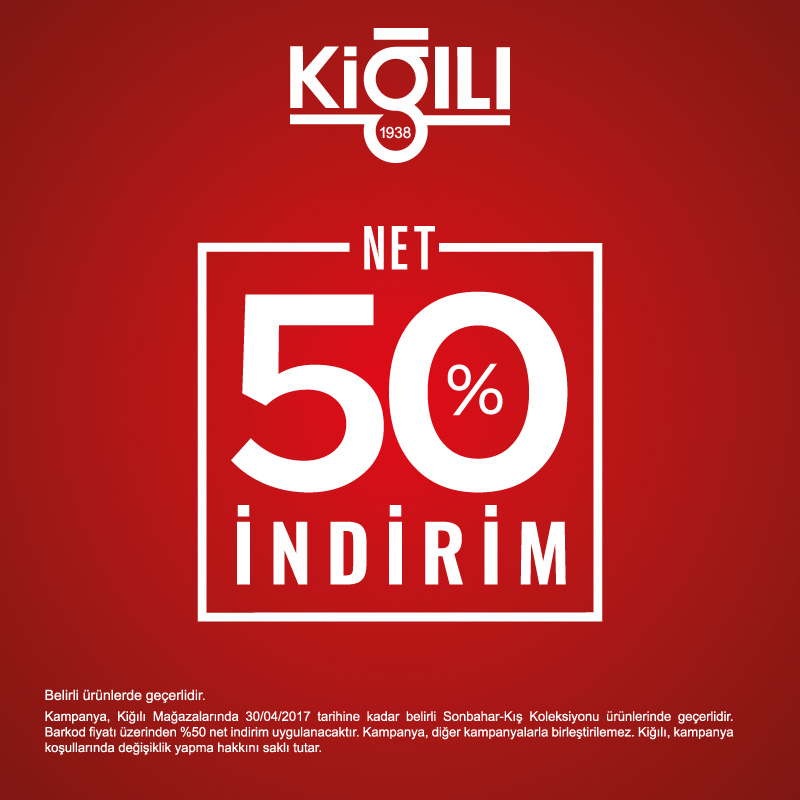 KiğILI
1938
NET
50
%
İNDİRİM
Belirli ürünlerde geçerlidir.
Kampanya, Kiğılı Mağazalarında 30/04/2017 tarihine kadar belirli Sonbahar-Kış Koleksiyonu ürünlerinde geçerlidir.
Barkod fiyatı üzerinden %50 net indirim uygulanacaktır. Kampanya, diğer kampanyalarla birleştirilemez. Kiğılı, kampanya
koşullarında değişiklik yapma hakkını saklı tutar.